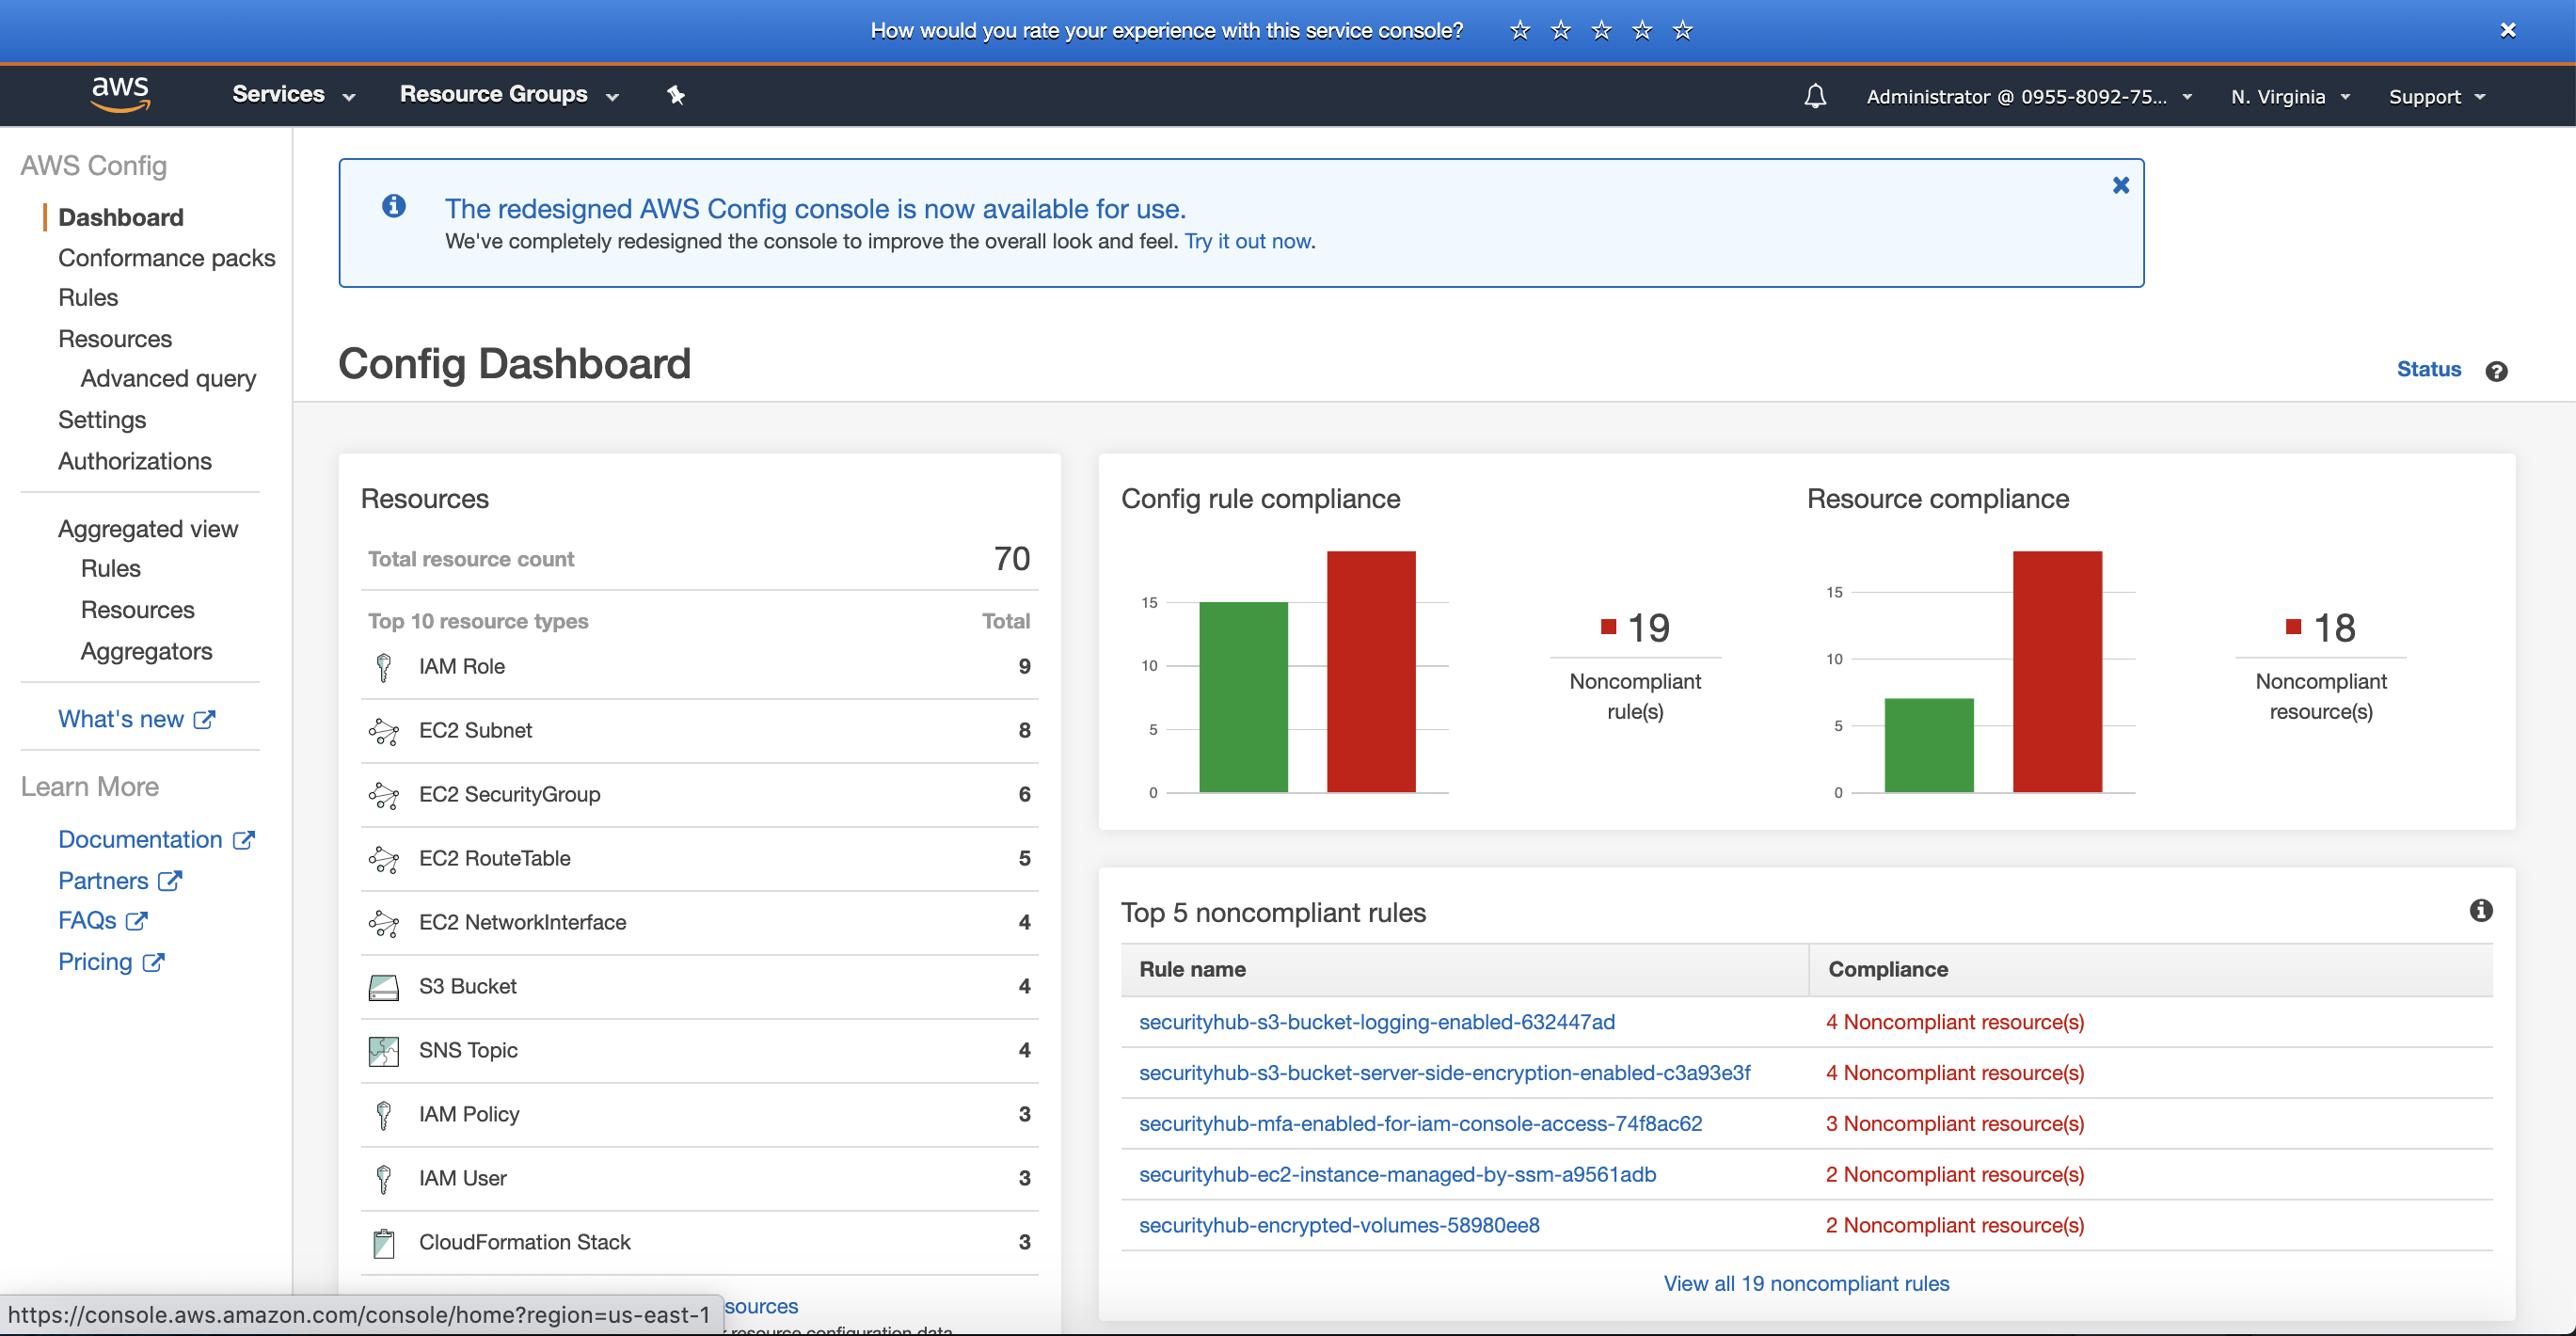 How would you rate your experience with this service console?
aws
Services
Resource Groups
Administrator @ 0955-8092-75...
N. Virginia
Support
AWS Config
Dashboard
Conformance packs
Rules
Resources
Advanced query
Settings
Authorizations
Aggregated view
Rules
Resources
Aggregators
What's new
Learn More
Documentation
Partners
FAQs
Pricing
The redesigned AWS Config console is now available for use.
We've completely redesigned the console to improve the overall look and feel. Try it out now.
Config Dashboard
Status
Resources
Total resource count 70
Top 10 resource types Total
IAM Role 9
EC2 Subnet 8
EC2 SecurityGroup 6
EC2 RouteTable 5
EC2 NetworkInterface 4
S3 Bucket 4
SNS Topic 4
IAM Policy 3
IAM User 3
CloudFormation Stack 3
sources
resource configuration data
https://console.aws.amazon.com/console/home?region=us-east-1
Config rule compliance
15
10
5
0
19
Noncompliant
rule(s)
Resource compliance
15
10
5
0
18
Noncompliant
resource(s)
Top 5 noncompliant rules
Rule name Compliance
securityhub-s3-bucket-logging-enabled-632447ad 4 Noncompliant resource(s)
securityhub-s3-bucket-server-side-encryption-enabled-c3a93e3f 4 Noncompliant resource(s)
securityhub-mfa-enabled-for-iam-console-access-74f8ac62 3 Noncompliant resource(s)
securityhub-ec2-instance-managed-by-ssm-a9561adb 2 Noncompliant resource(s)
securityhub-encrypted-volumes-58980ee8 2 Noncompliant resource(s)
View all 19 noncompliant rules